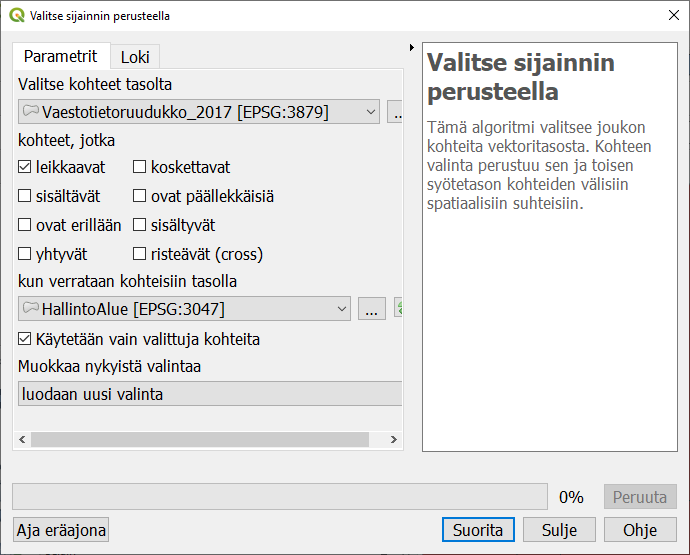 Valitse sijainnin perusteella
Parametrit Loki
Valitse kohteet tasolta
Vaestotietoruudukko_2017 [EPSG:3879]
kohteet, jotka
leikkaavat koskettavat
sisältävät ovat päällekkäisiä
ovat erillään sisältyvät
yhtyvät risteävät (cross)
kun verrataan kohteisiin tasolla
HallintoAlue [EPSG:3047] ...
Käytetään vain valittuja kohteita
Muokkaa nykyistä valintaa
luodaan uusi valinta
Valitse sijainnin
perusteella
Tämä algoritmi valitsee joukon
kohteita vektoritasosta. Kohteen
valinta perustuu sen ja toisen
syötetason kohteiden välisiin
spatiaalisiin suhteisiin.
0% Peruuta
Aja eräajona Suorita Sulje Ohje